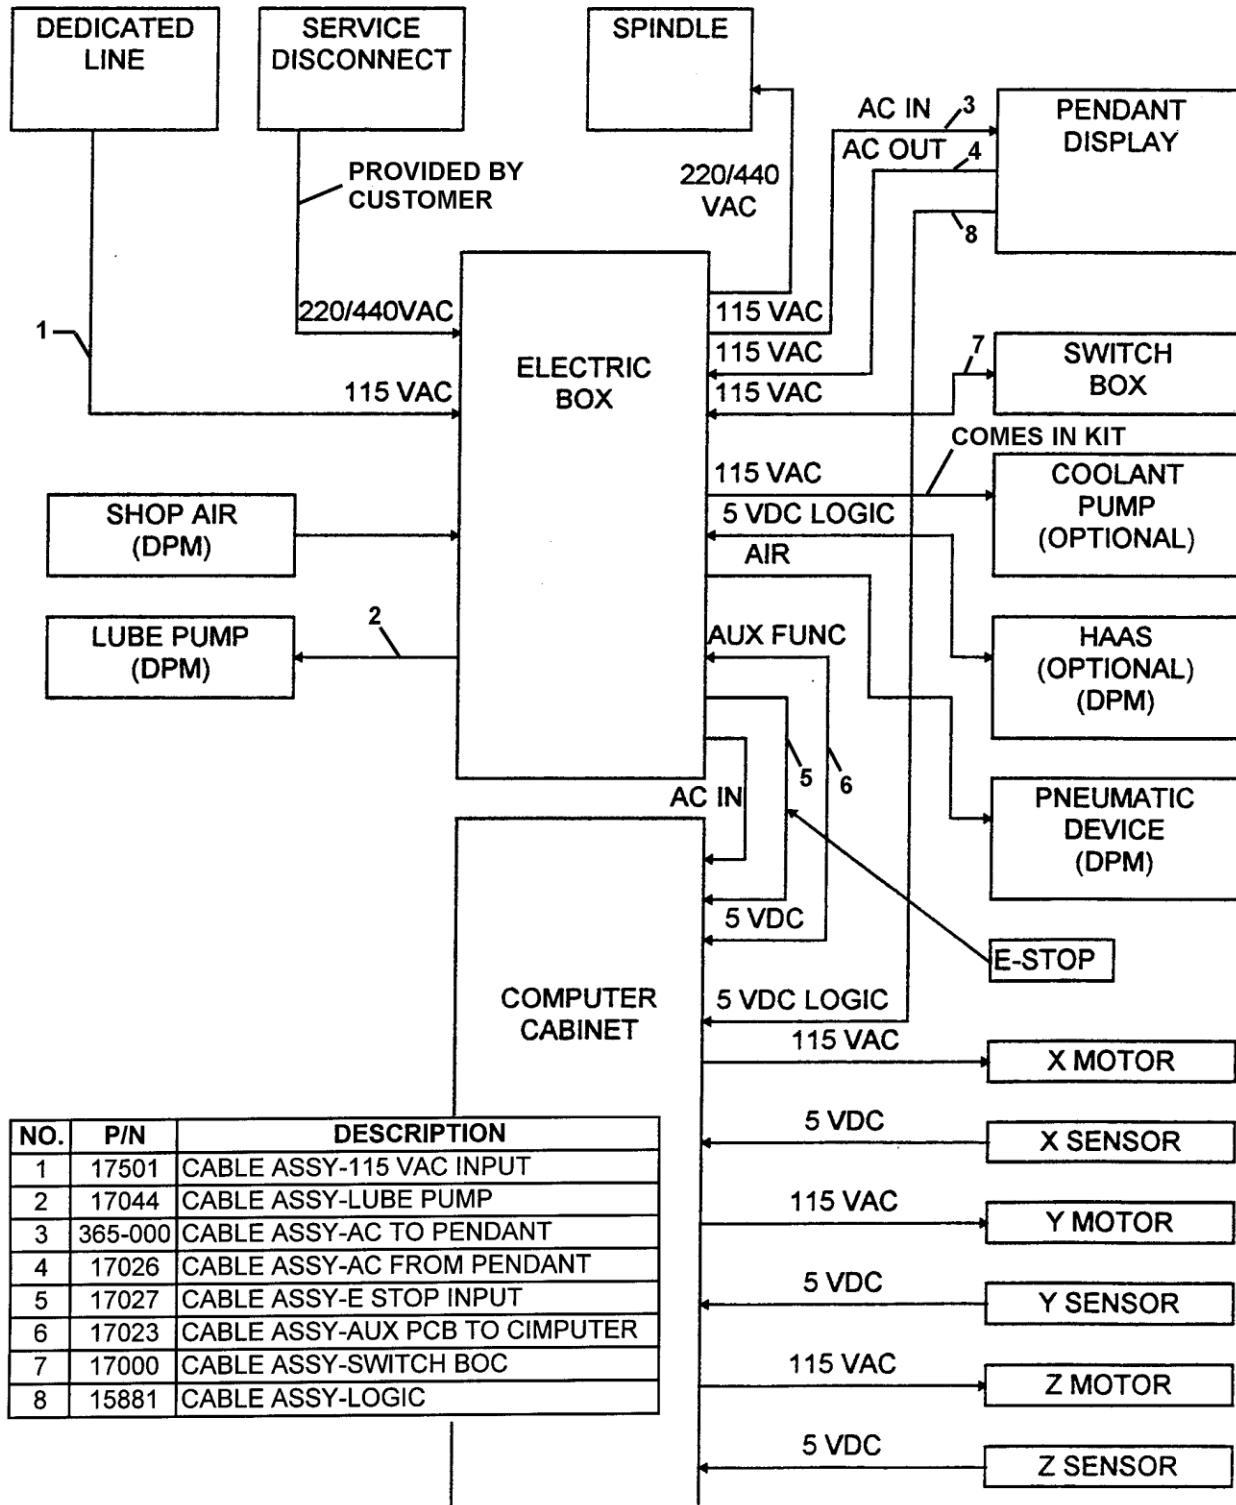 DEDICATED
LINE
SERVICE
DISCONNECT
SPINDLE
AC IN
3
PENDANT
DISPLAY
AC OUT
4
8
PROVIDED BY
CUSTOMER
220/440
VAC
220/440VAC
1
115 VAC
ELECTRIC
BOX
115 VAC
115 VAC
115 VAC
7
SWITCH
BOX
COMES IN KIT
115 VAC
COOLANT
PUMP
(OPTIONAL)
5 VDC LOGIC
AIR
SHOP AIR
(DPM)
2
LUBE PUMP
(DPM)
AUX FUNC
HAAS
(OPTIONAL)
(DPM)
5
6
AC IN
PNEUMATIC
DEVICE
(DPM)
5 VDC
E-STOP
COMPUTER
CABINET
5 VDC LOGIC
115 VAC
X MOTOR
5 VDC
X SENSOR
115 VAC
Y MOTOR
5 VDC
Y SENSOR
115 VAC
Z MOTOR
5 VDC
Z SENSOR
NO. P/N DESCRIPTION
1 17501 CABLE ASSY-115 VAC INPUT
2 17044 CABLE ASSY-LUBE PUMP
3 365-000 CABLE ASSY-AC TO PENDANT
4 17026 CABLE ASSY-AC FROM PENDANT
5 17027 CABLE ASSY-E STOP INPUT
6 17023 CABLE ASSY-AUX PCB TO CIMPUTER
7 17000 CABLE ASSY-SWITCH BOC
8 15881 CABLE ASSY-LOGIC